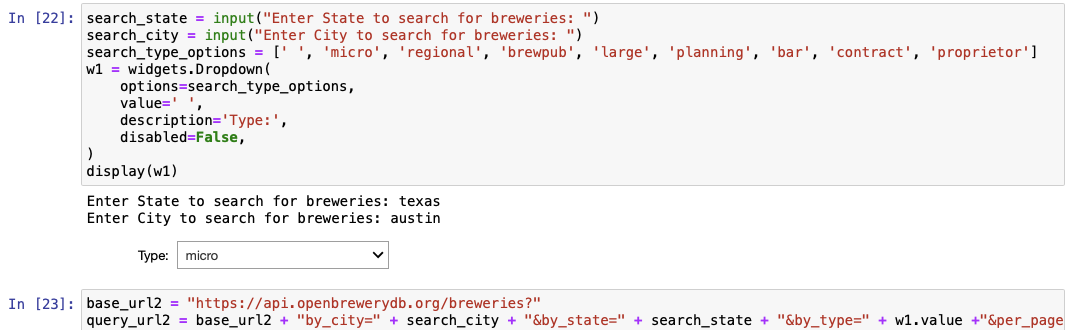 In [22]: search_state = input("Enter State to search for breweries: ")
search_city = input("Enter City to search for breweries: ")
search_type_options = [' ', 'micro', 'regional', 'brewpub', 'large', 'planning', 'bar', 'contract', 'proprietor']
w1 = widgets.Dropdown(
    options=search_type_options,
    value=' ',
    description='Type:',
    disabled=False,
)
display(w1)
Enter State to search for breweries: texas
Enter City to search for breweries: austin
Type: micro
In [23]: base_url2 = "https://api.openbrewerydb.org/breweries?"
query_url2 = base_url2 + "by_city=" + search_city + "&by_state=" + search_state + "&by_type=" + w1.value +"&per_page